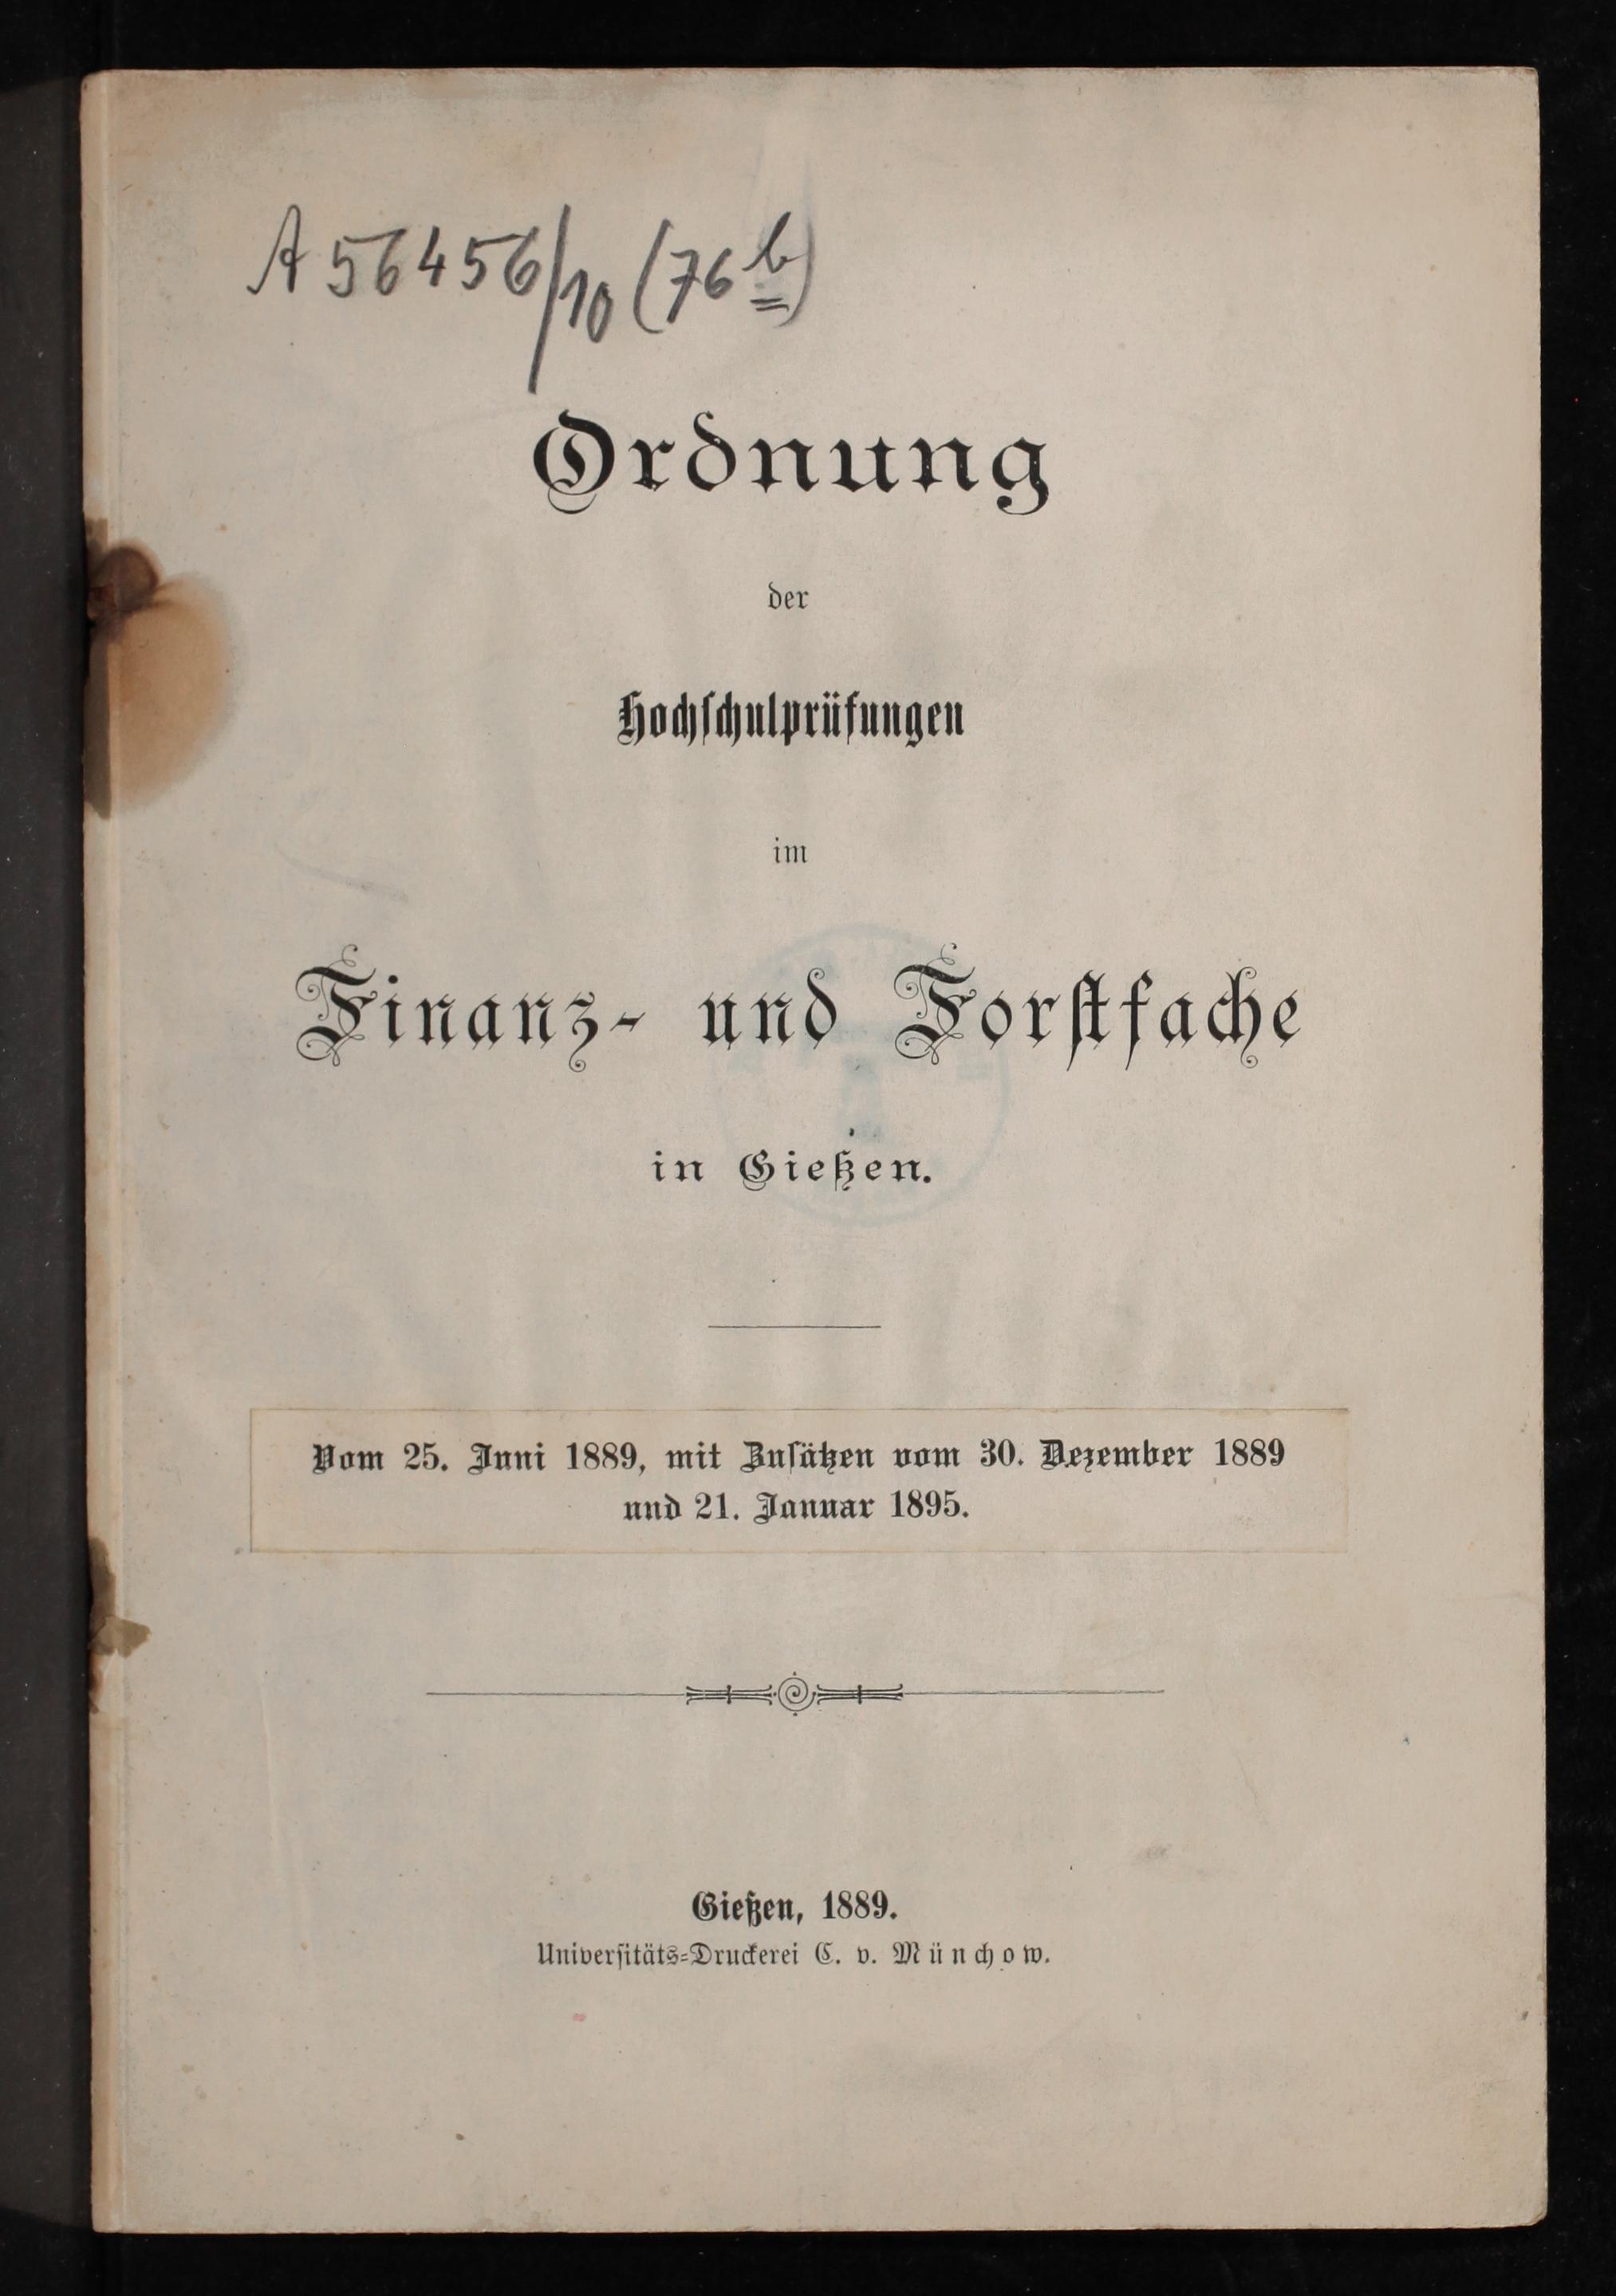 A 56456/10 (76 b)
Ordnung
der
Hochschulprüfungen
im
Finanz- und Forstfache
in Gießen.
Vom 25. Juni 1889, mit Zusätzen vom 30. Dezember 1889
und 21. Januar 1895.
Gießen, 1889.
Universitäts-Druckerei C. v. Münchow.